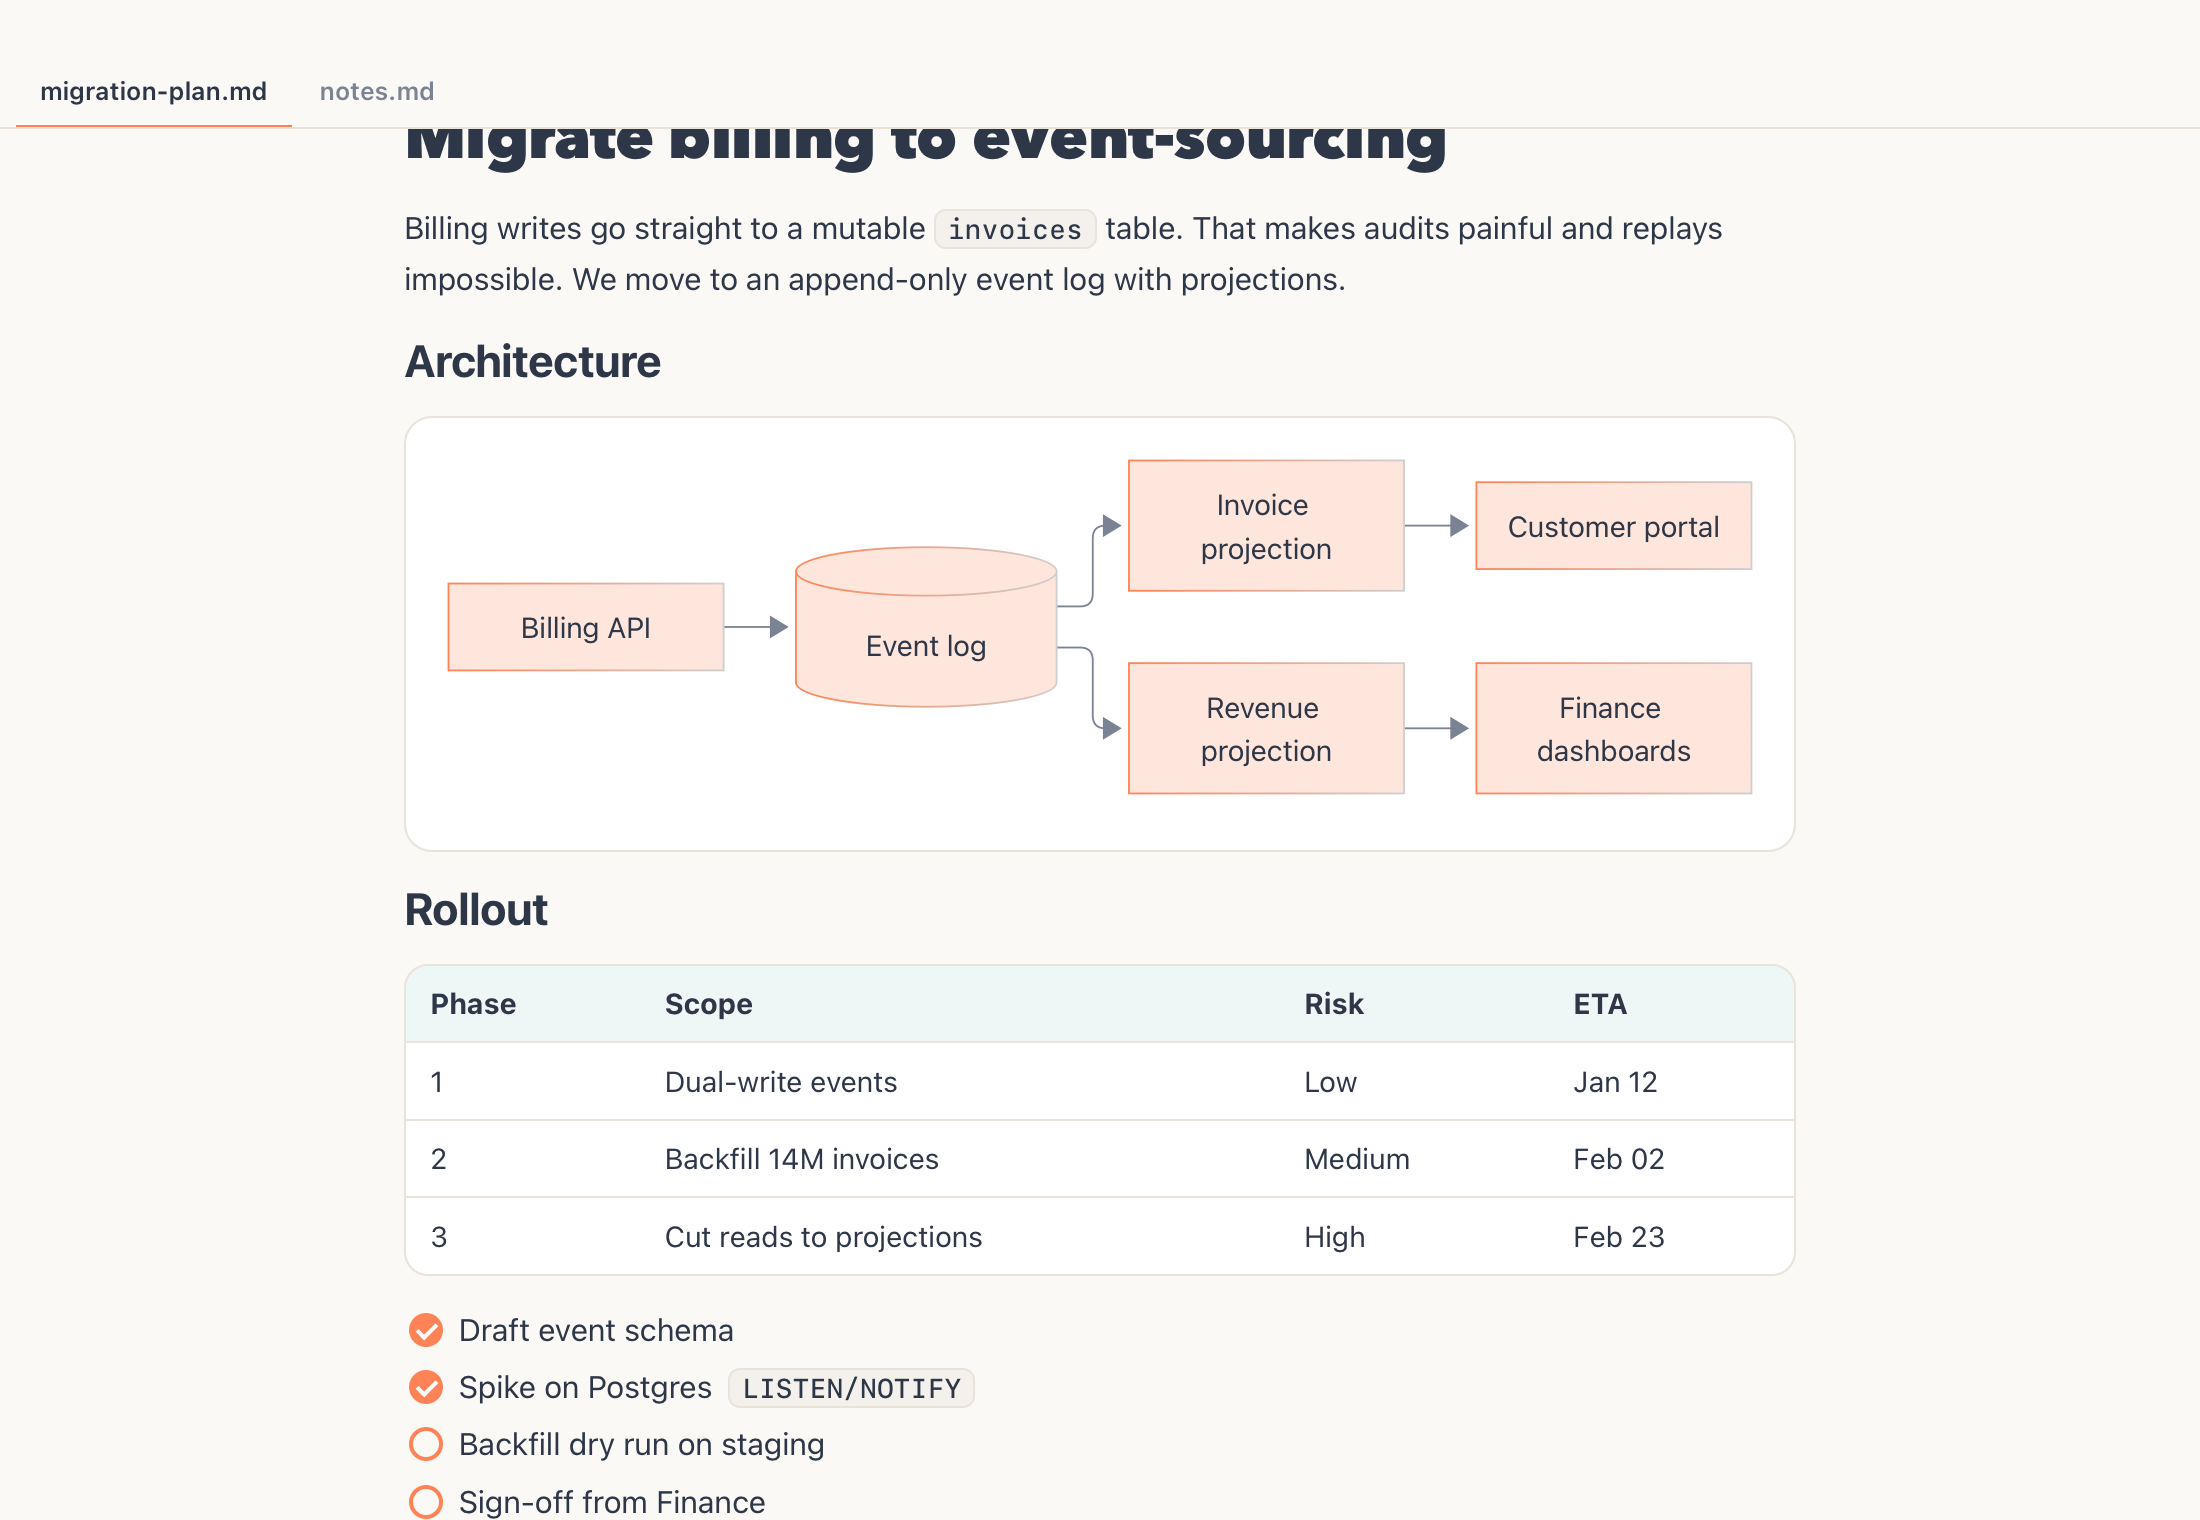 migration-plan.md
notes.md
Migrate billing to event-sourcing
Billing writes go straight to a mutable invoices table. That makes audits painful and replays
impossible. We move to an append-only event log with projections.
Architecture
Billing API
Event log
Invoice
projection
Customer portal
Revenue
projection
Finance
dashboards
Rollout
Phase Scope Risk ETA
1 Dual-write events Low Jan 12
2 Backfill 14M invoices Medium Feb 02
3 Cut reads to projections High Feb 23
Draft event schema
Spike on Postgres LISTEN/NOTIFY
Backfill dry run on staging
Sign-off from Finance